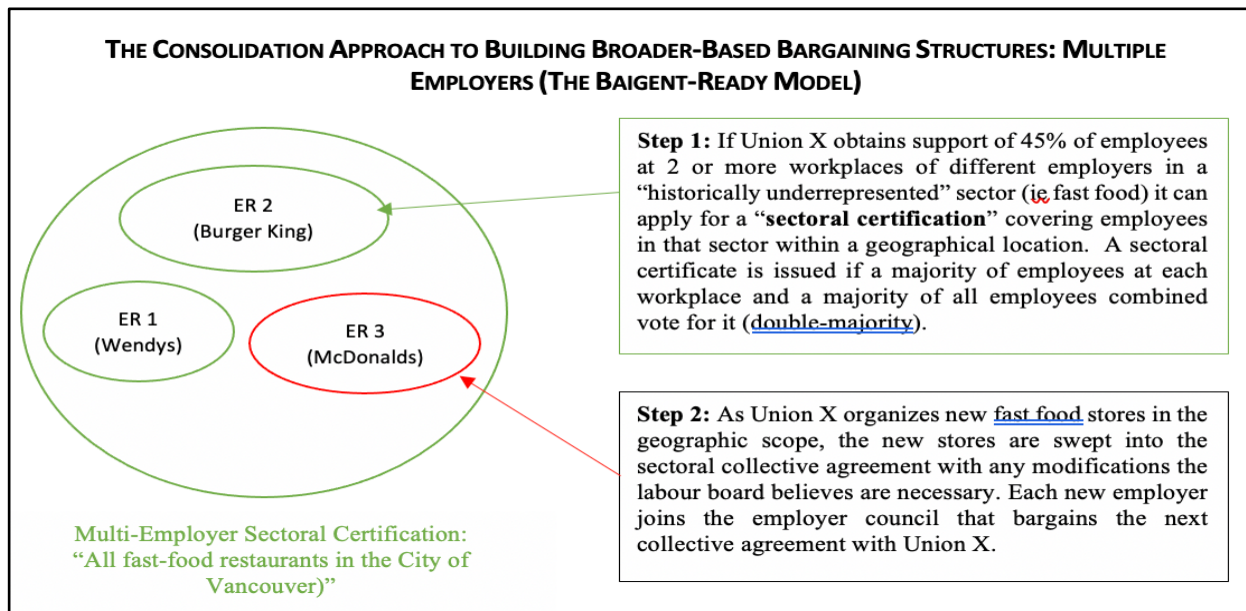 THE CONSOLIDATION APPROACH TO BUILDING BROADER-BASED BARGAINING STRUCTURES: MULTIPLE
EMPLOYERS (THE BAIGENT-READY MODEL)
ER 2
(Burger King)
ER 1
(Wendys)
ER 3
(McDonalds)
Multi-Employer Sectoral Certification:
“All fast-food restaurants in the City of
Vancouver)”
Step 1: If Union X obtains support of 45% of employees
at 2 or more workplaces of different employers in a
“historically underrepresented” sector (ie fast food) it can
apply for a “sectoral certification” covering employees
in that sector within a geographical location. A sectoral
certificate is issued if a majority of employees at each
workplace and a majority of all employees combined
vote for it (double-majority).
Step 2: As Union X organizes new fast food stores in the
geographic scope, the new stores are swept into the
sectoral collective agreement with any modifications the
labour board believes are necessary. Each new employer
joins the employer council that bargains the next
collective agreement with Union X.